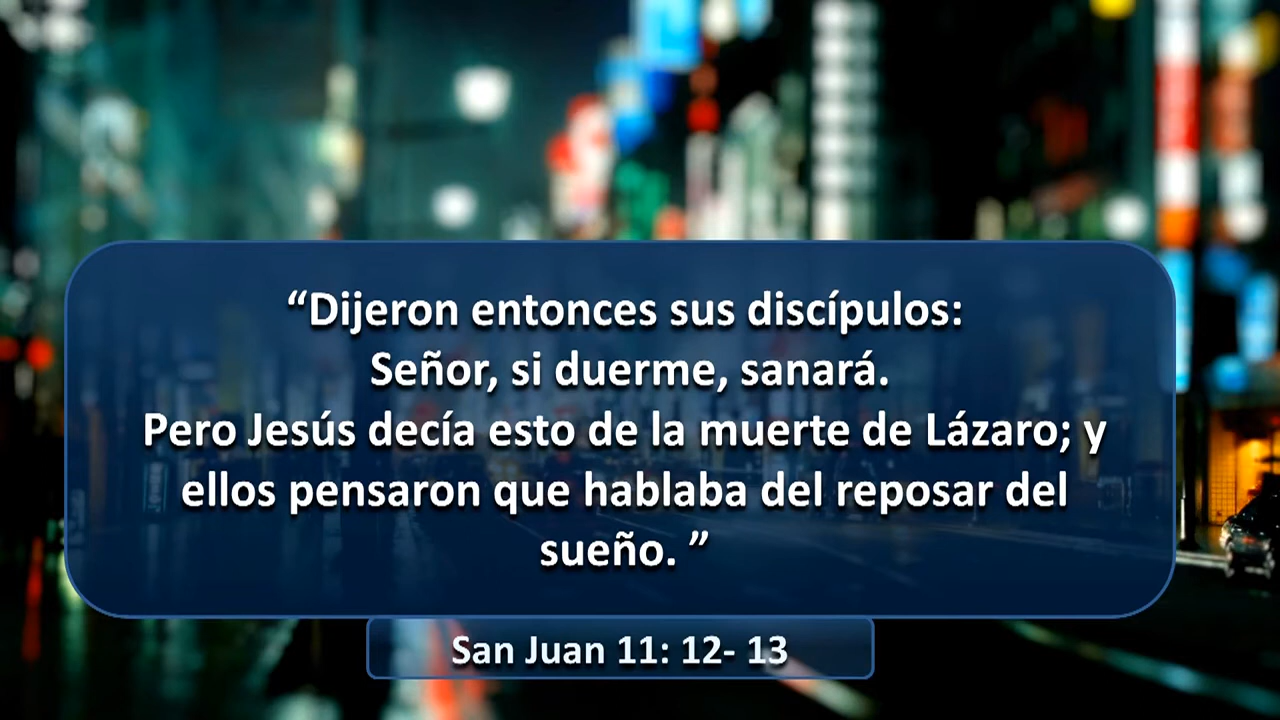 “Dijeron entonces sus discípulos:
Señor, si duerme, sanará.
Pero Jesús decía esto de la muerte de Lázaro; y
ellos pensaron que hablaba del reposar del
sueño. ”
San Juan 11: 12- 13